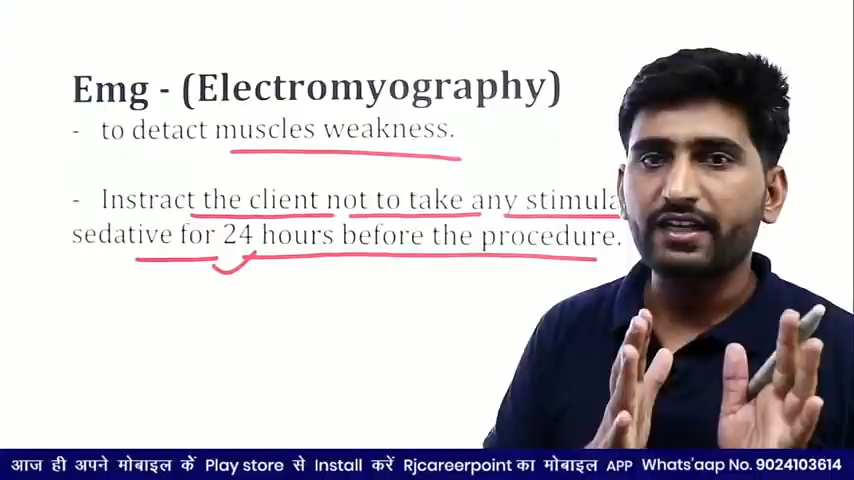 Emg - (Electromyography)
- to detact muscles weakness.
- Instract the client not to take any stimula
sedative for 24 hours before the procedure.
आज ही अपने मोबाइल के Play store से Install करें Rjcareerpoint का मोबाइल APP Whats'aap No. 9024103614